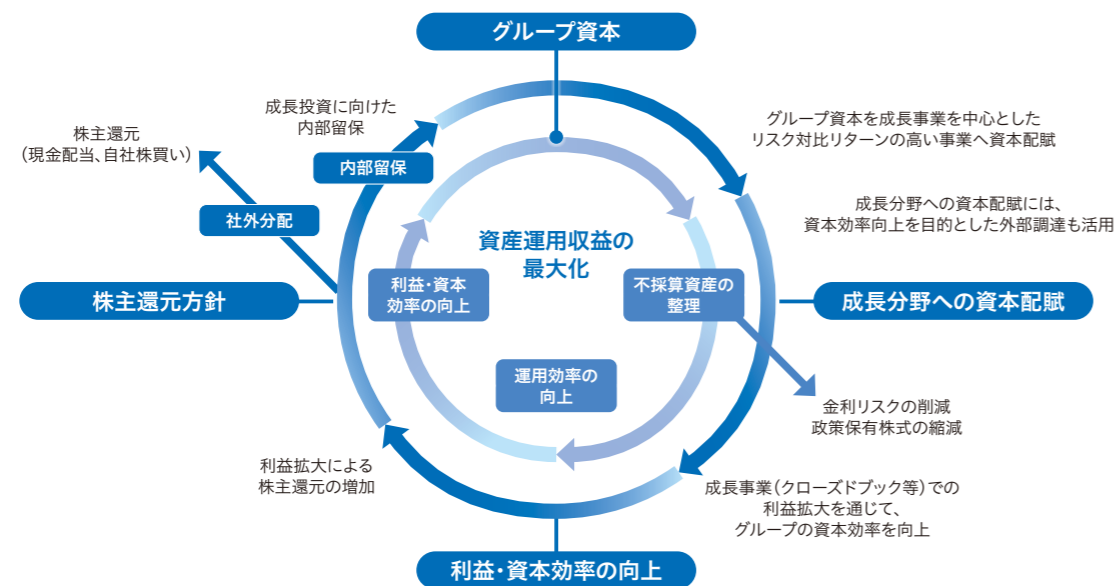 グループ資本
成長投資に向けた
内部留保
内部留保
株主還元
(現金配当、自社株買い)
社外分配
グループ資本を成長事業を中心とした
リスク対比リターンの高い事業へ資本配賦
成長分野への資本配賦には、
資本効率向上を目的とした外部調達も活用
資産運用収益の
最大化
利益・資本
効率の向上
不採算資産の
整理
株主還元方針
成長分野への資本配賦
運用効率の
向上
金利リスクの削減
政策保有株式の縮減
利益拡大による
株主還元の増加
成長事業(クローズドブック等)での
利益拡大を通じて、
グループの資本効率を向上
利益・資本効率の向上